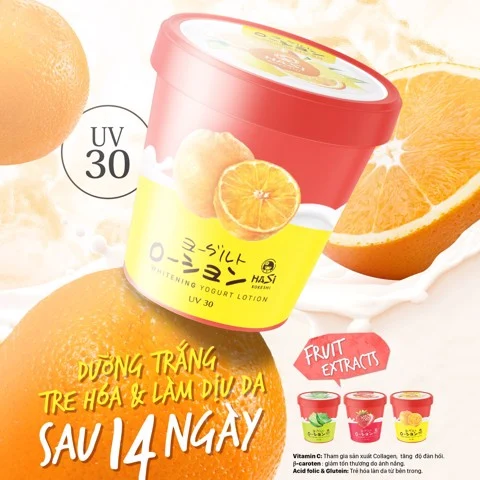 UV
30
ヨーグルト
ローション
HASI
KOKESHI
WHITENING YOGURT LOTION
UV 30
DƯỠNG TRẮNG
TRẺ HÓA & LÀM DỊU DA
SAU 14 NGÀY
FRUIT
EXTRACTS
Vitamin C: Tham gia sản xuất Collagen, tăng độ đàn hồi.
β-caroten : giảm tổn thương do ánh nắng.
Acid folic & Glutein: Trẻ hóa làn da từ bên trong.